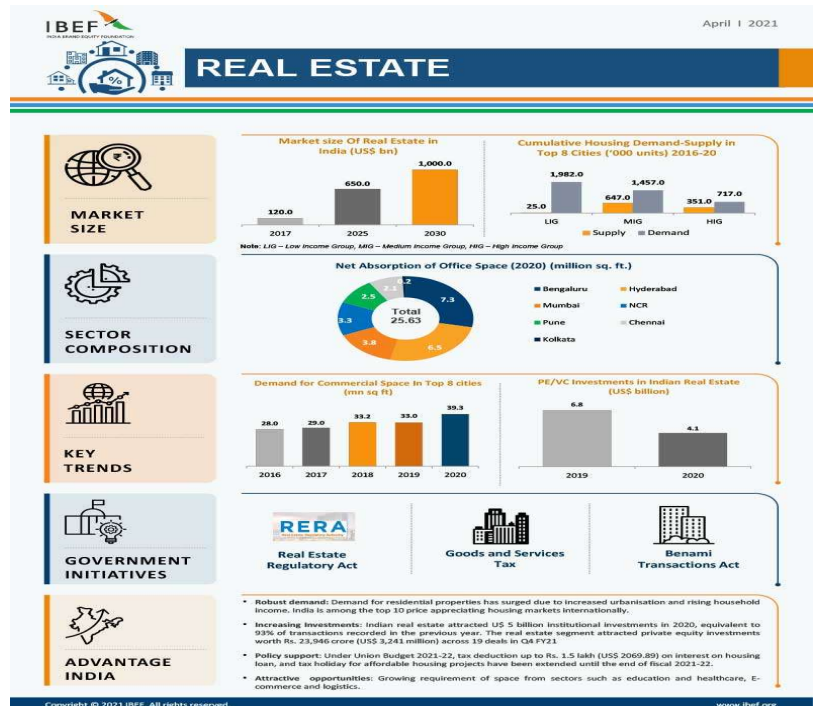 IBEF
INDIA BRAND EQUITY FOUNDATION
April I 2021
REAL ESTATE
MARKET
SIZE
Market size Of Real Estate in
India (US$ bn)
120.0
650.0
1,000.0
2017
2025
2030
Cumulative Housing Demand-Supply in
Top 8 Cities ('000 units) 2016-20
25.0
1,982.0
647.0
1,457.0
351.0
717.0
LIG
MIG
HIG
Supply
Demand
Note: LIG – Low Income Group, MIG – Medium Income Group, HIG – High Income Group
SECTOR
COMPOSITION
Net Absorption of Office Space (2020) (million sq. ft.)
0.2
2.1
2.5
7.3
Total
25.63
3.3
3.8
6.5
Bengaluru
Hyderabad
Mumbai
NCR
Pune
Chennai
Kolkata
KEY
TRENDS
Demand for Commercial Space In Top 8 cities
(mn sq ft)
28.0
29.0
33.2
33.0
39.3
2016
2017
2018
2019
2020
PE/VC Investments in Indian Real Estate
(US$ billion)
6.8
4.1
2019
2020
GOVERNMENT
INITIATIVES
RERA
Real Estate
Regulatory Act
Goods and Services
Tax
Benami
Transactions Act
ADVANTAGE
INDIA
• Robust demand: Demand for residential properties has surged due to increased urbanisation and rising household
income. India is among the top 10 price appreciating housing markets internationally.
• Increasing Investments: Indian real estate attracted U$ 5 billion institutional investments in 2020, equivalent to
93% of transactions recorded in the previous year. The real estate segment attracted private equity investments
worth Rs. 23,946 crore (US$ 3,241 million) across 19 deals in Q4 FY21
• Policy support: Under Union Budget 2021-22, tax deduction up to Rs. 1.5 lakh (US$ 2069.89) on interest on housing
loan, and tax holiday for affordable housing projects have been extended until the end of fiscal 2021-22.
• Attractive opportunities: Growing requirement of space from sectors such as education and healthcare, E-
commerce and logistics.
Copyright © 2021 IBEF. All rights reserved
www.ibef.org